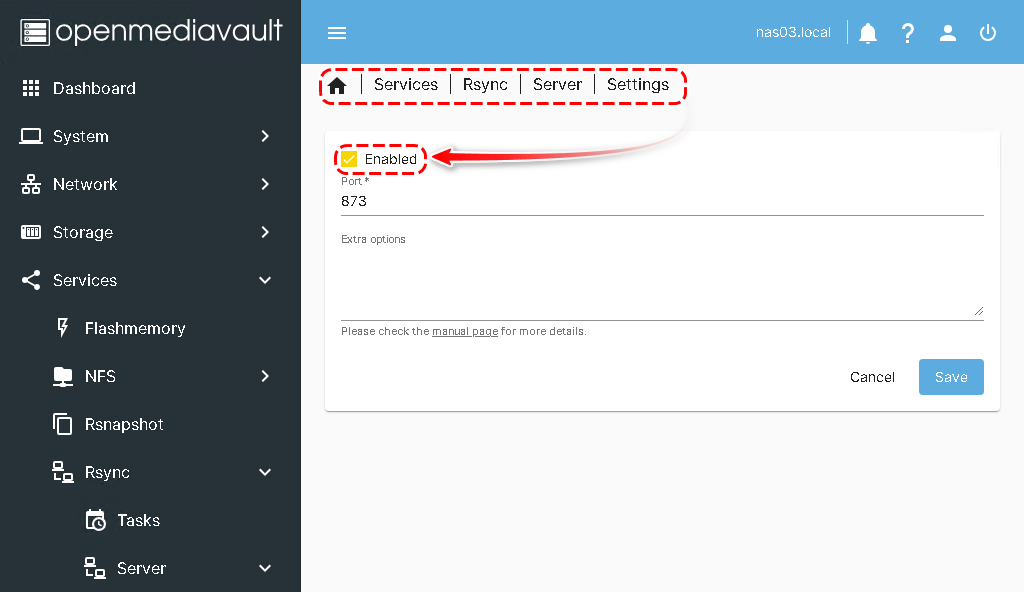 openmediavault
nas03.local
Dashboard
System
Network
Storage
Services
Flashmemory
NFS
Rsnapshot
Rsync
Tasks
Server
Services | Rsync | Server | Settings
Enabled
Port *
873
Extra options
Please check the manual page for more details.
Cancel Save